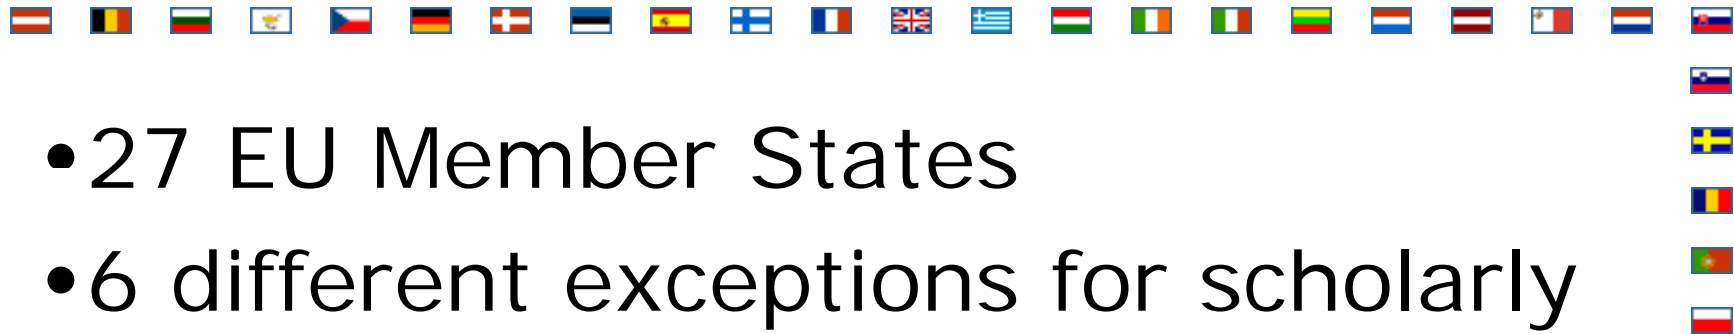 •27 EU Member States
•6 different exceptions for scholarly